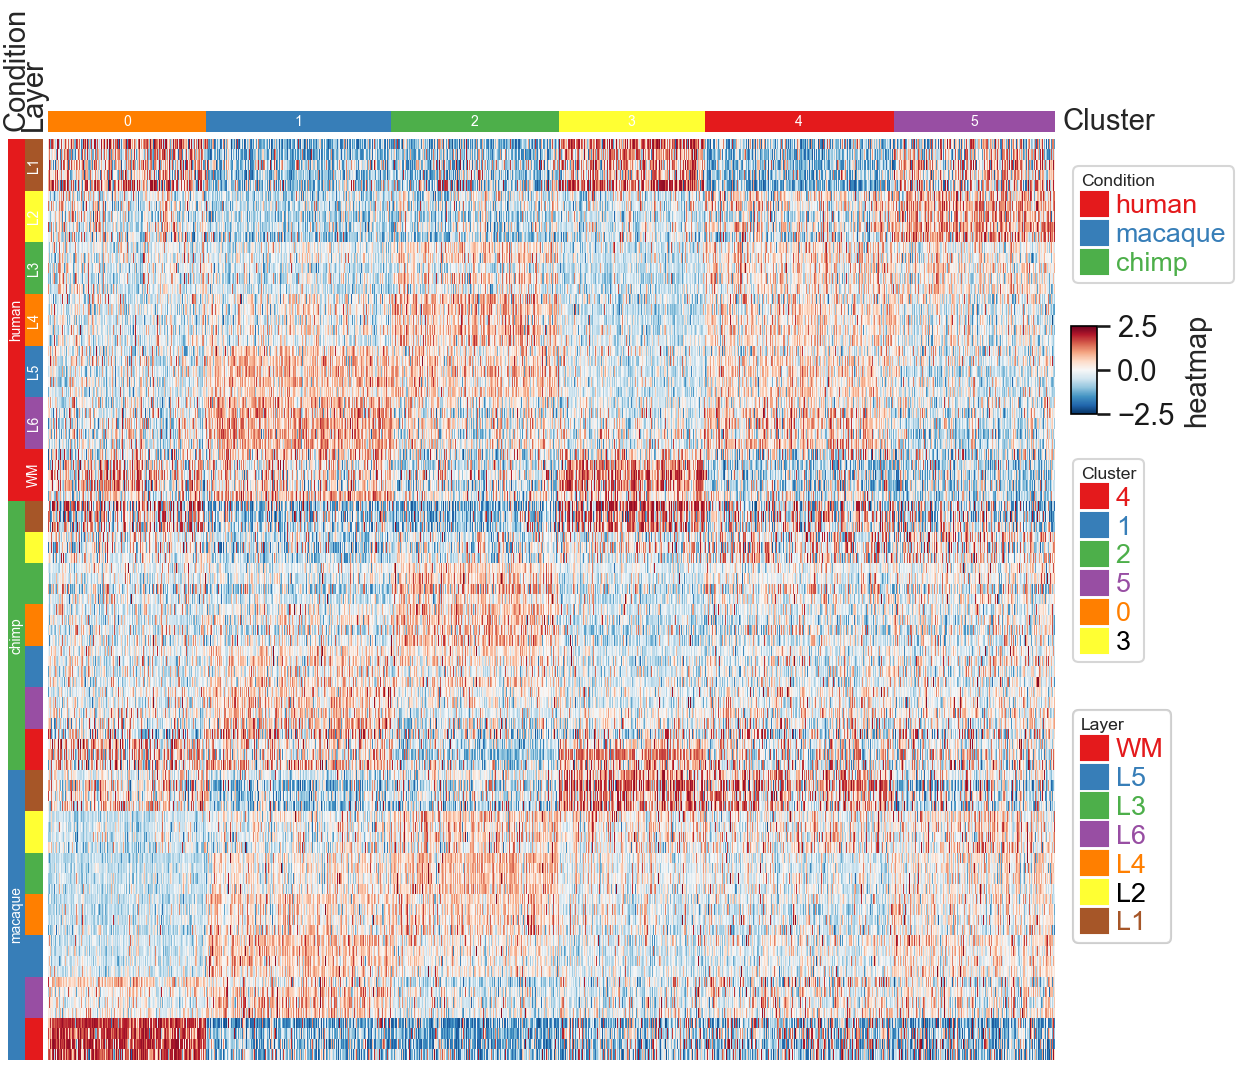 Condition
Layer
0 1 2 3 4 5
Cluster
L1
L2
L3
L4
L5
L6
WM
human
chimp
macaque
Condition
human
macaque
chimp
2.5
0.0
−2.5
heatmap
Cluster
4
1
2
5
0
3
Layer
WM
L5
L3
L6
L4
L2
L1